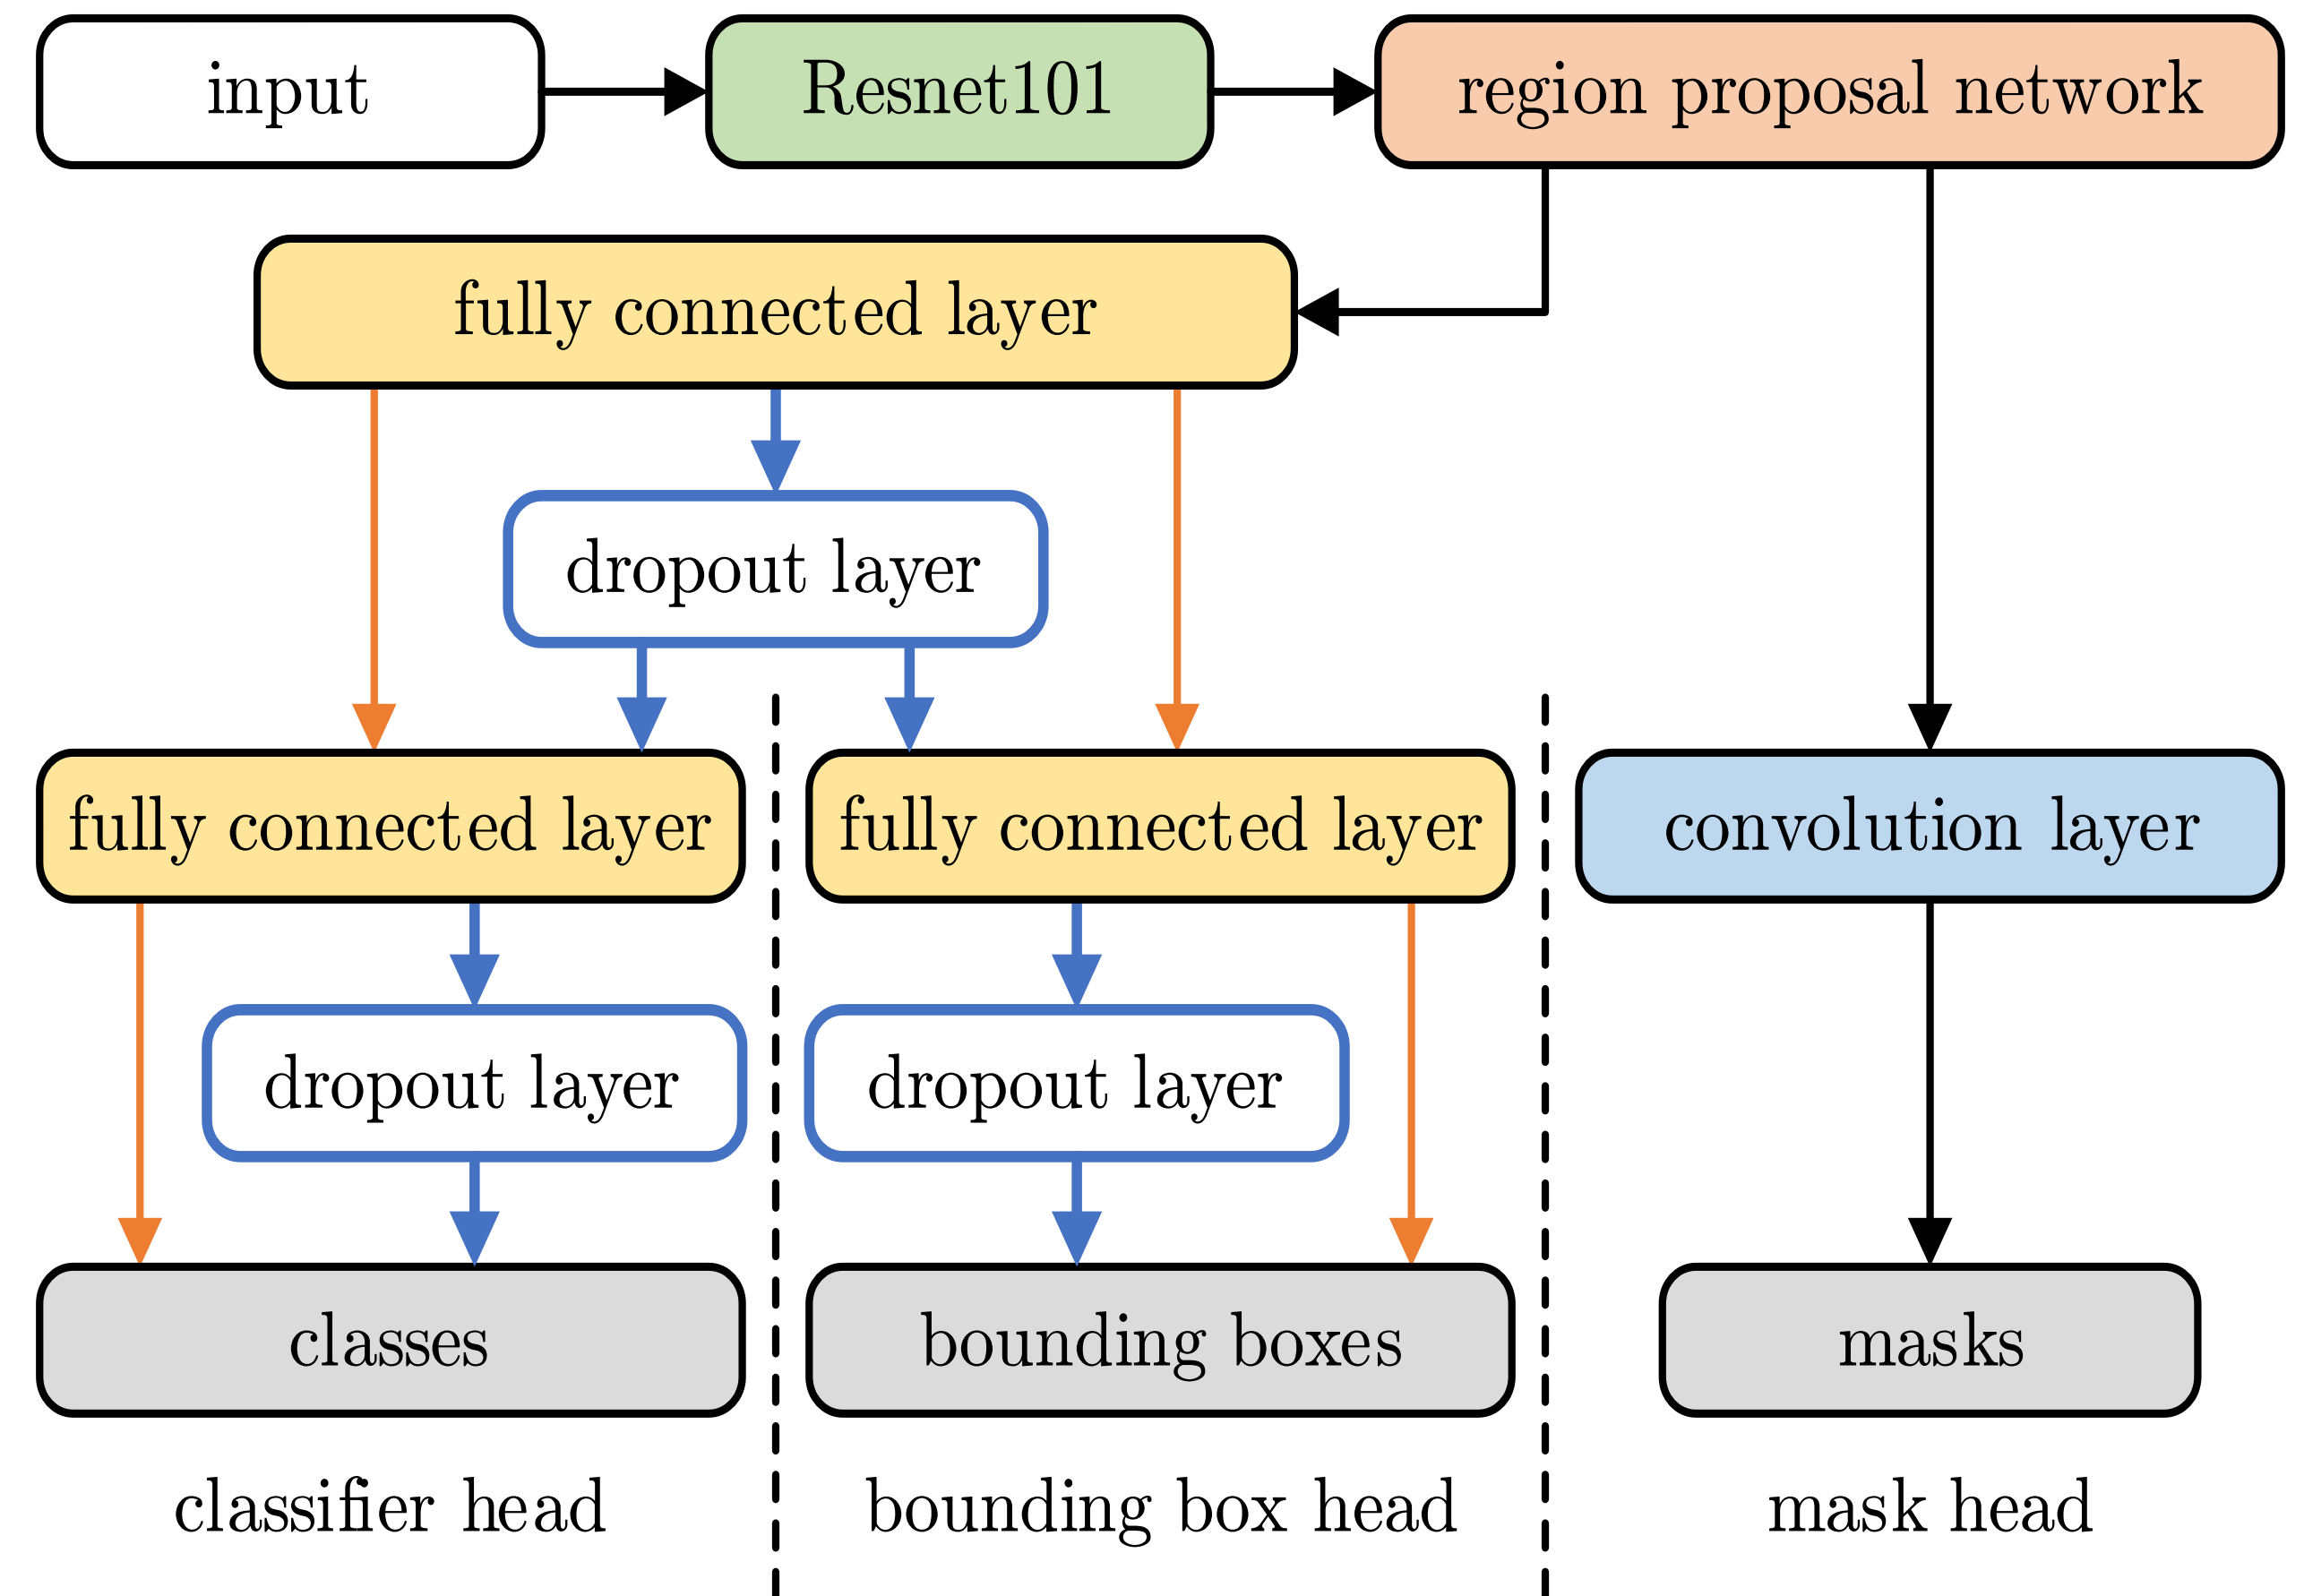 input
Resnet101
region proposal network
fully connected layer
dropout layer
fully connected layer
fully connected layer
convolution layer
dropout layer
dropout layer
classes
bounding boxes
masks
classifier head
bounding box head
mask head